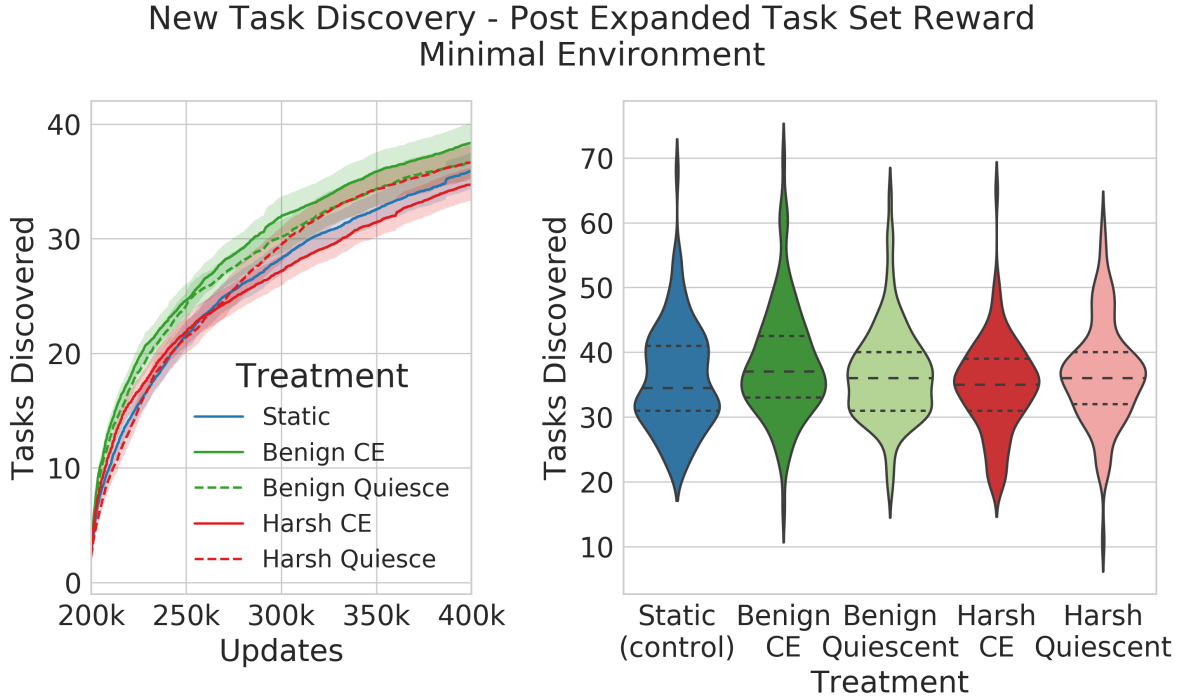 New Task Discovery - Post Expanded Task Set Reward
Minimal Environment
Tasks Discovered
40
30
20
10
0
Treatment
Static
Benign CE
Benign Quiesce
Harsh CE
Harsh Quiesce
200k 250k 300k 350k 400k
Updates
Tasks Discovered
70
60
50
40
30
20
10
Static Benign Benign Harsh Harsh
(control) CE Quiescent CE Quiescent
Treatment